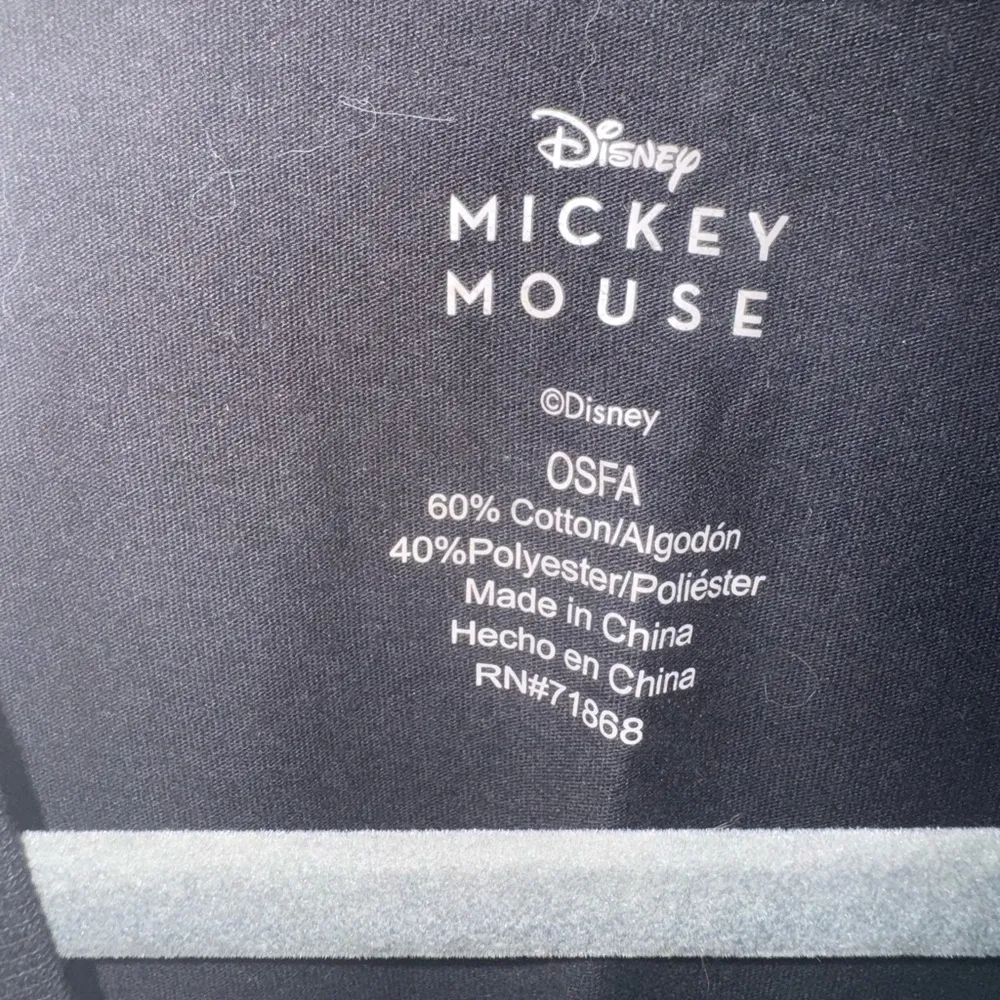 Disney
MICKEY
MOUSE
©Disney
OSFA
60% Cotton/Algodón
40%Polyester/Poliéster
Made in China
Hecho en China
RN#71868